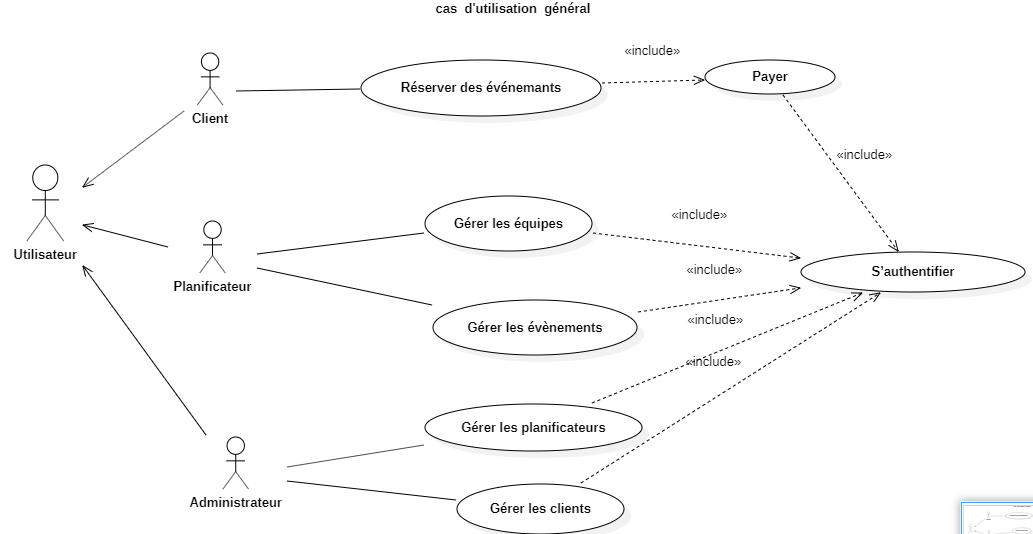 cas d'utilisation général
«include»
Réserver des événemants
Payer
Client
«include»
Utilisateur
Gérer les équipes
«include»
Planificateur
S'authentifier
«include»
Gérer les évènements
«include»
«include»
Gérer les planificateurs
Administrateur
Gérer les clients